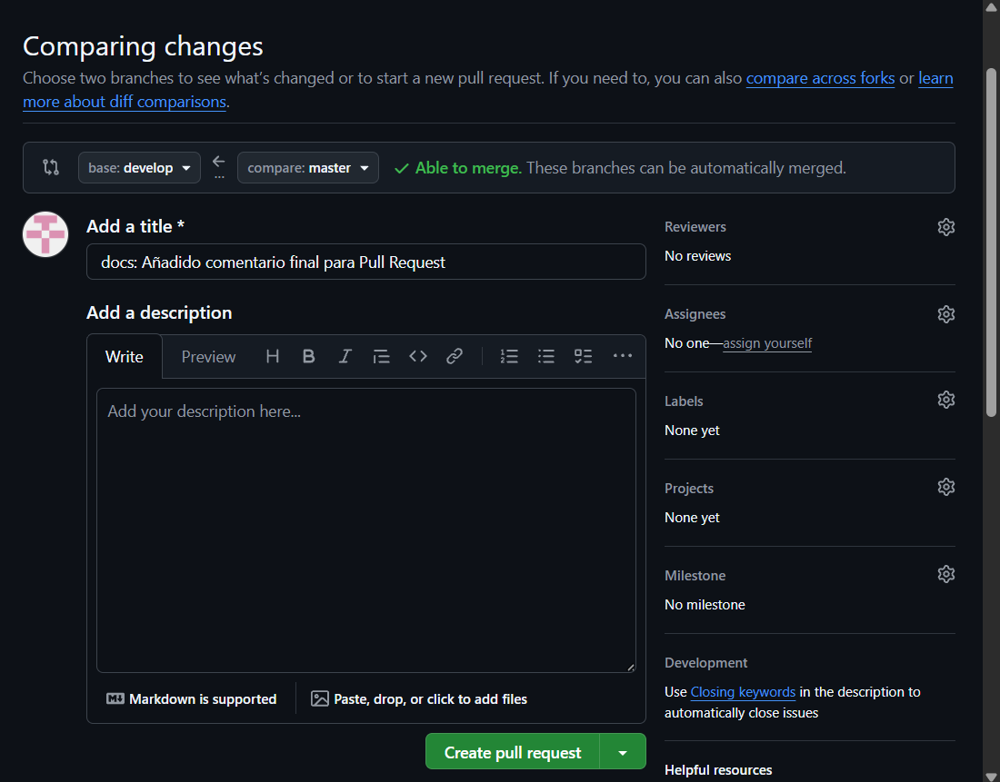 Comparing changes
Choose two branches to see what's changed or to start a new pull request. If you need to, you can also compare across forks or learn
more about diff comparisons.
base: develop
...
compare: master
Able to merge. These branches can be automatically merged.
Add a title *
docs: Añadido comentario final para Pull Request
Add a description
Write
Preview
Add your description here...
Markdown is supported
Paste, drop, or click to add files
Create pull request
Reviewers
No reviews
Assignees
No one—assign yourself
Labels
None yet
Projects
None yet
Milestone
No milestone
Development
Use Closing keywords in the description to
automatically close issues
Helpful resources